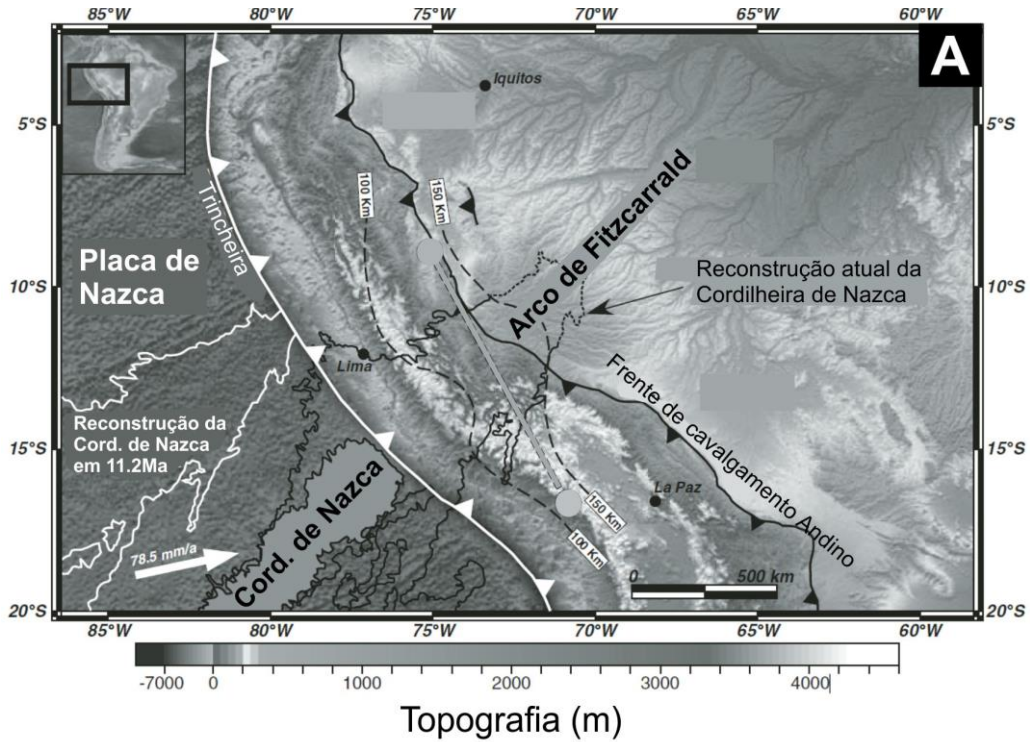 85°W 80°W 75°W 70°W 65°W 60°W
A
Iquitos
5°S 5°S
100 Km
150 Km
Trincheira
Arco de Fitzcarrald
Placa de
Nazca
Reconstrução atual da
Cordilheira de Nazca
10°S 10°S
Lima
Frente de cavalgamento Andino
Reconstrução da
Cord. de Nazca
em 11.2Ma
15°S 15°S
Cord. de Nazca
La Paz
150 Km
100 Km
78.5 mm/a
0 500 km
20°S 20°S
85°W 80°W 75°W 70°W 65°W 60°W
-7000 0 1000 2000 3000 4000
Topografia (m)